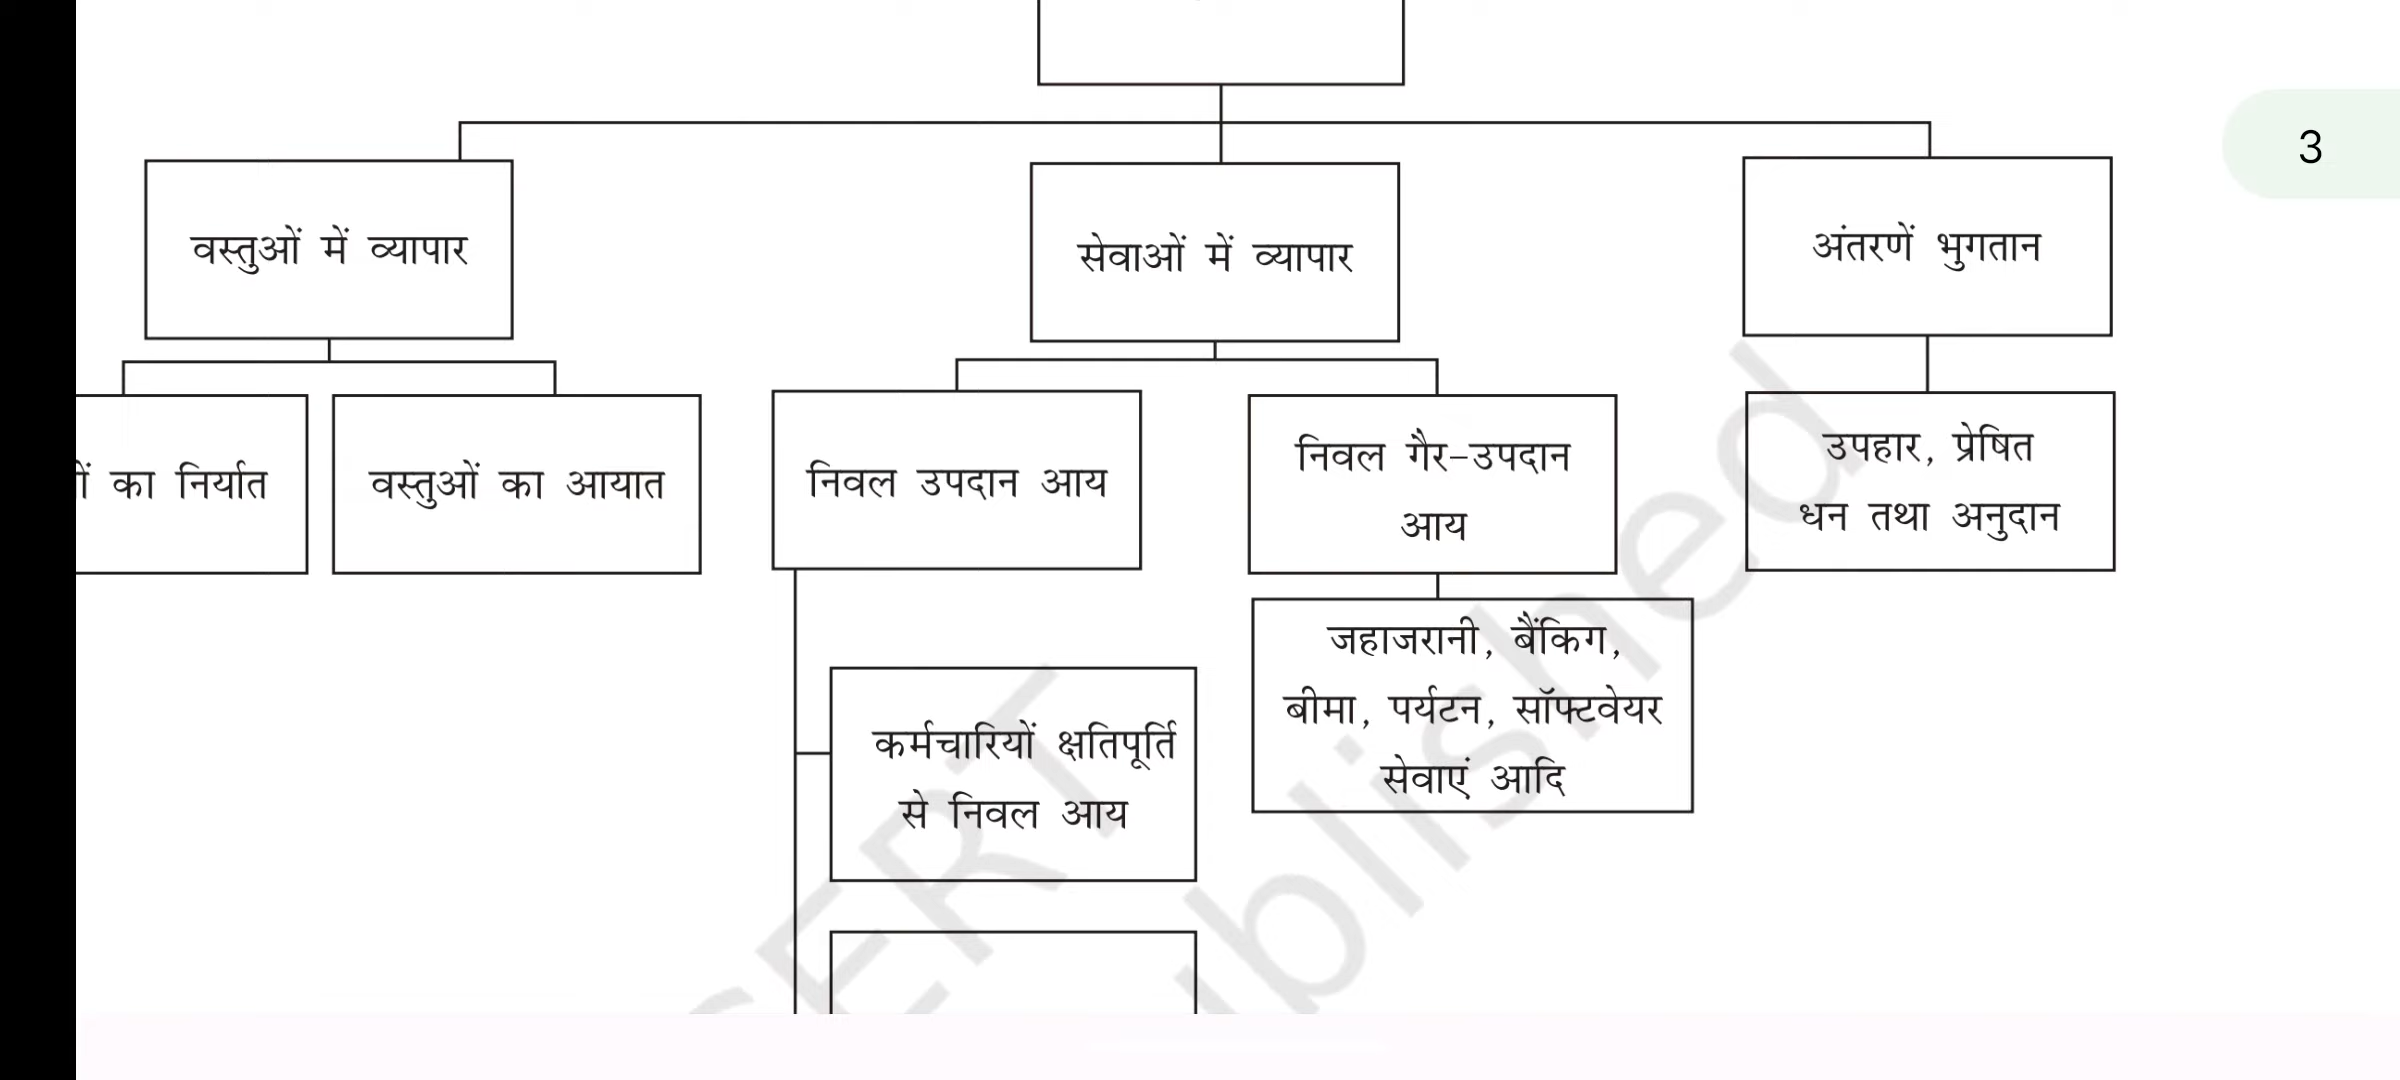 3
वस्तुओं में व्यापार
सेवाओं में व्यापार
अंतरणें भुगतान
का निर्यात
वस्तुओं का आयात
निवल उपदान आय
निवल गैर-उपदान
आय
उपहार, प्रेषित
धन तथा अनुदान
जहाजरानी, बैंकिग,
बीमा, पर्यटन, सॉफ्टवेयर
सेवाएं आदि
कर्मचारियों क्षतिपूर्ति
से निवल आय